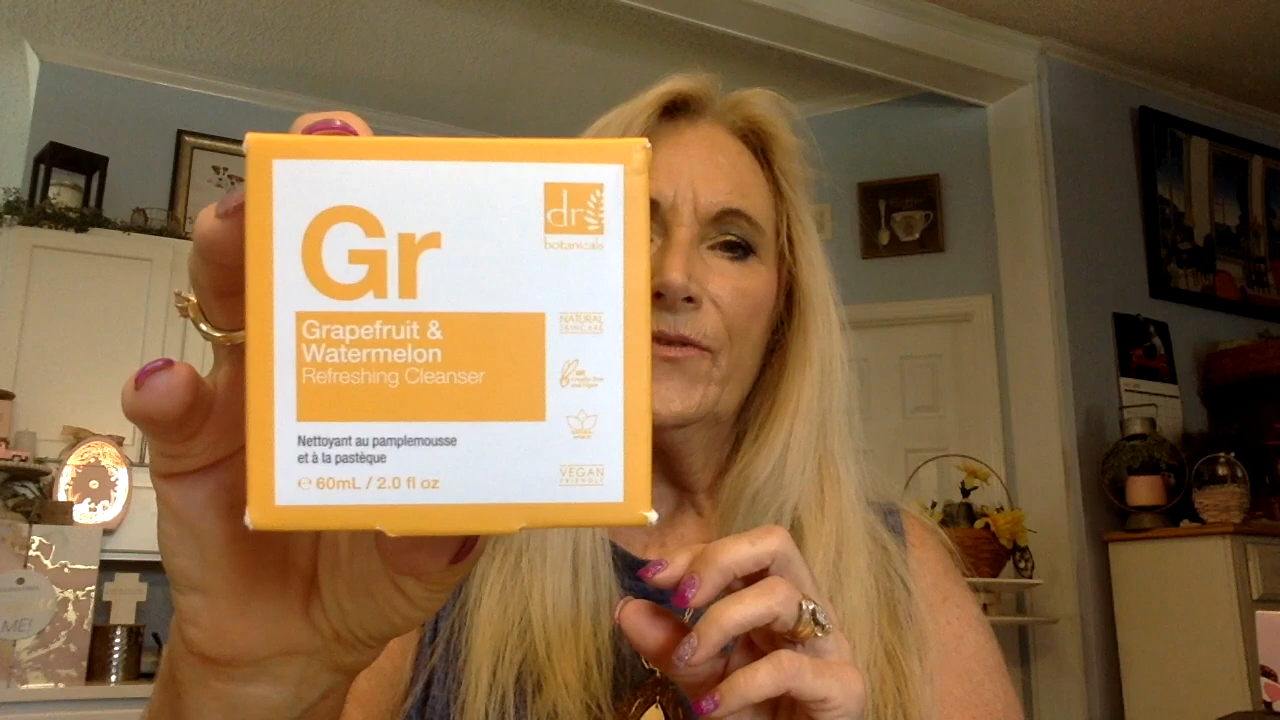 Gr
dr
botanicals
Grapefruit &
Watermelon
Refreshing Cleanser
NATURAL
SKINCARE
Nettoyant au pamplemousse
et à la pastèque
℮ 60mL / 2.0 fl oz
VEGAN
FRIENDLY
ME!